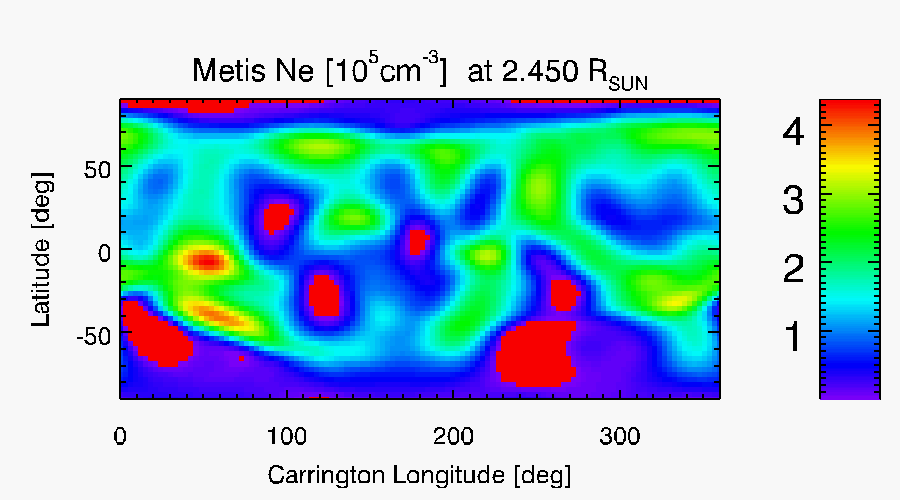 Metis Ne [10⁵cm⁻³] at 2.450 R_SUN
4
3
2
1
50
0
-50
Latitude [deg]
0 100 200 300
Carrington Longitude [deg]